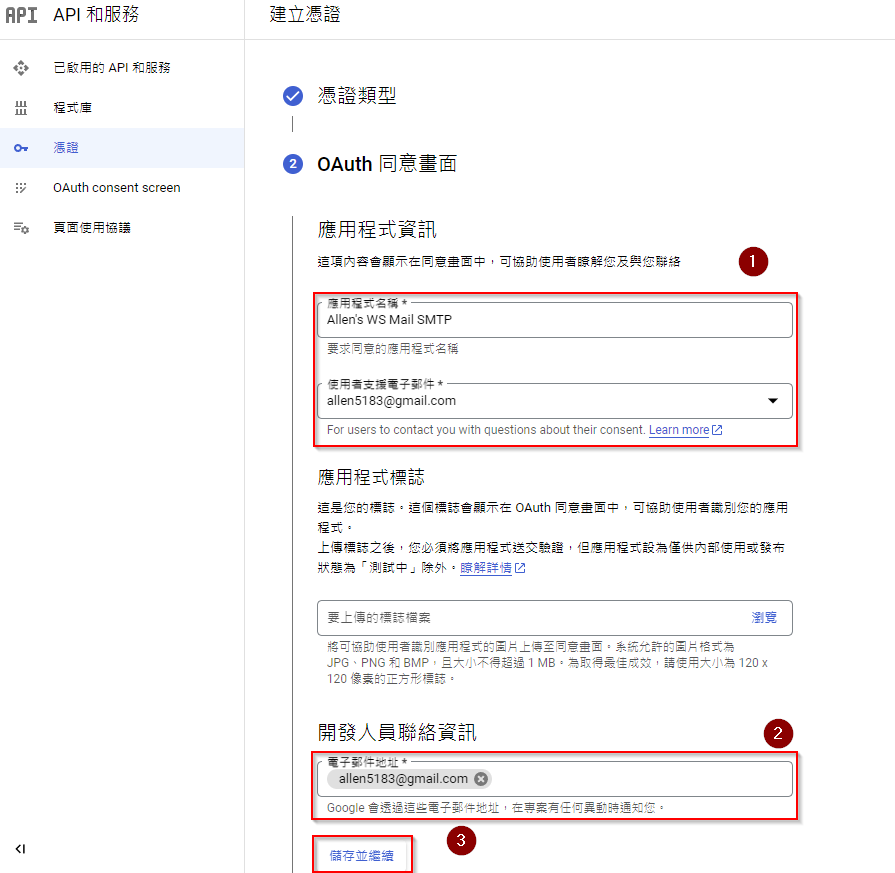 API API 和服務
建立憑證
已啟用的 API 和服務
程式庫
憑證
OAuth consent screen
頁面使用協議
憑證類型
2 OAuth 同意畫面
應用程式資訊
這項內容會顯示在同意畫面中，可協助使用者瞭解您及與您聯絡
1
應用程式名稱 *
Allen's WS Mail SMTP
要求同意的應用程式名稱
使用者支援電子郵件 *
allen5183@gmail.com
For users to contact you with questions about their consent. Learn more
應用程式標誌
這是您的標誌。這個標誌會顯示在 OAuth 同意畫面中，可協助使用者識別您的應用
程式。
上傳標誌之後，您必須將應用程式送交驗證，但應用程式設為僅供內部使用或發布
狀態為「測試中」除外。瞭解詳情
要上傳的標誌檔案 瀏覽
將可協助使用者識別應用程式的圖片上傳至同意畫面。系統允許的圖片格式為
JPG、PNG 和 BMP，且大小不得超過 1 MB。為取得最佳成效，請使用大小為 120 x
120 像素的正方形標誌。
開發人員聯絡資訊
2
電子郵件地址 *
allen5183@gmail.com
Google 會透過這些電子郵件地址，在專案有任何異動時通知您。
3
儲存並繼續